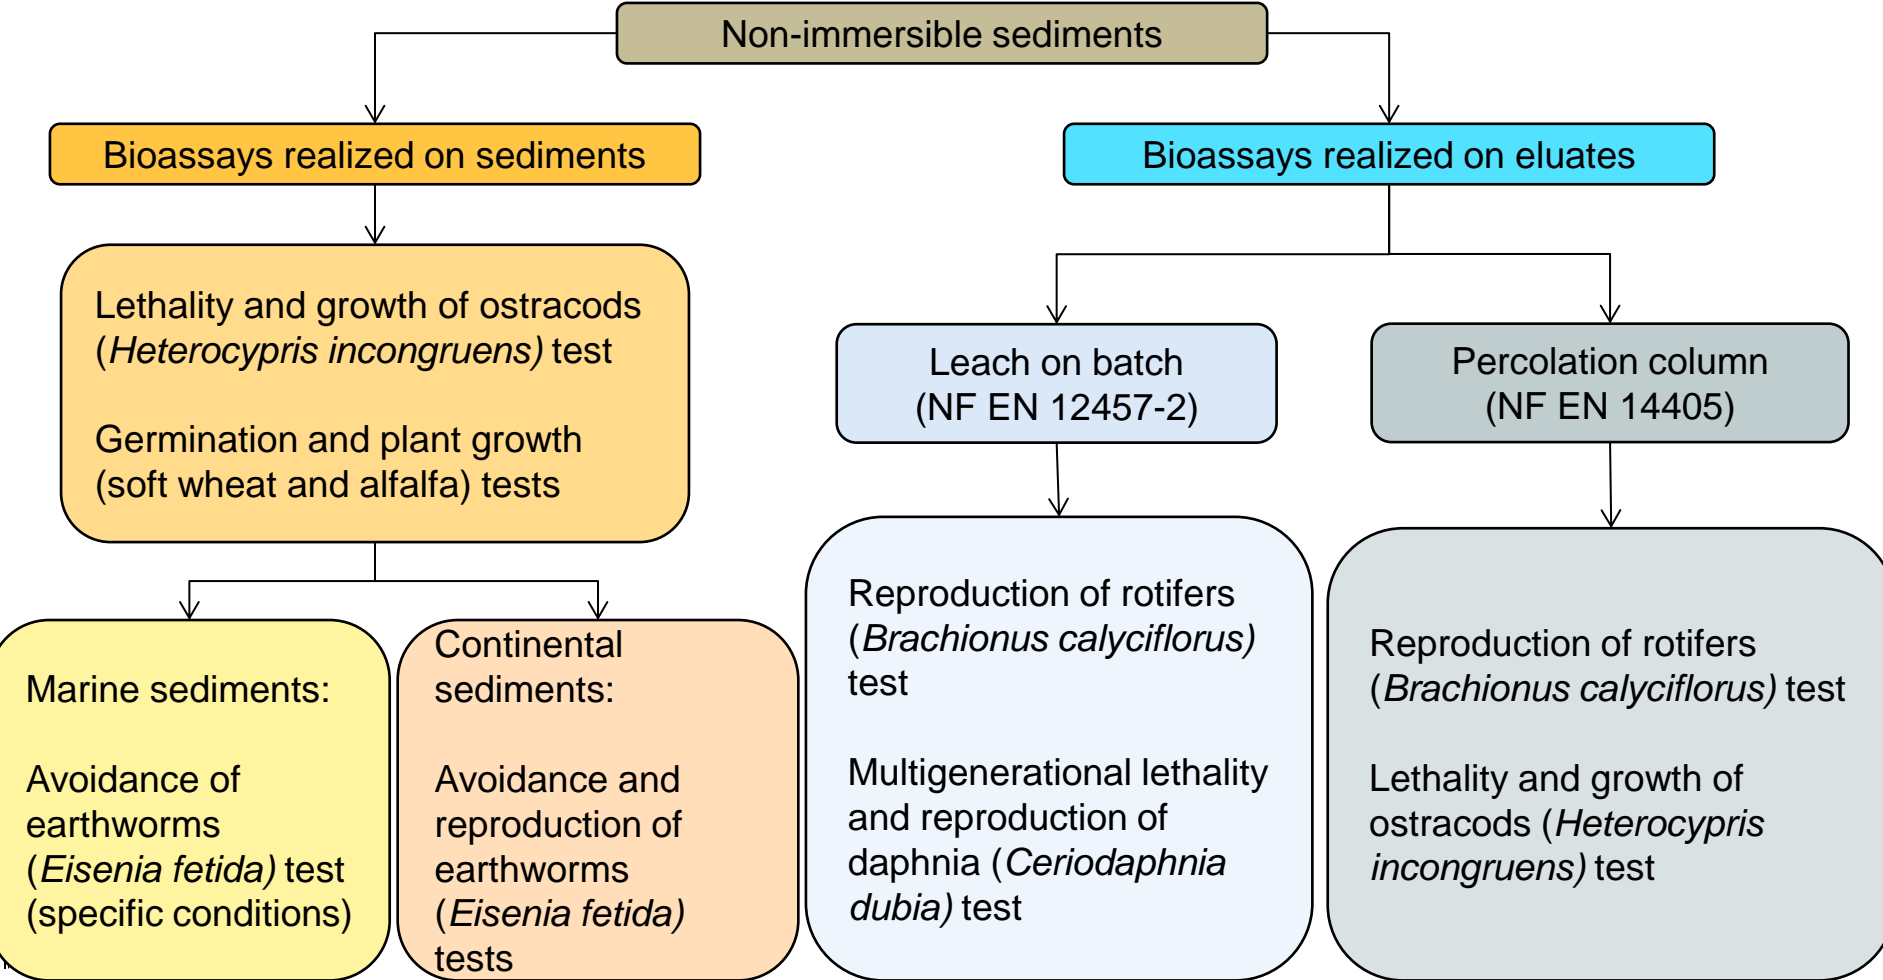 Non-immersible sediments
Bioassays realized on sediments
Bioassays realized on eluates
Lethality and growth of ostracods
(Heterocypris incongruens) test
Germination and plant growth
(soft wheat and alfalfa) tests
Leach on batch
(NF EN 12457-2)
Percolation column
(NF EN 14405)
Marine sediments:
Avoidance of
earthworms
(Eisenia fetida) test
(specific conditions)
Continental
sediments:
Avoidance and
reproduction of
earthworms
(Eisenia fetida)
tests
Reproduction of rotifers
(Brachionus calyciflorus)
test
Multigenerational lethality
and reproduction of
daphnia (Ceriodaphnia
dubia) test
Reproduction of rotifers
(Brachionus calyciflorus) test
Lethality and growth of
ostracods (Heterocypris
incongruens) test